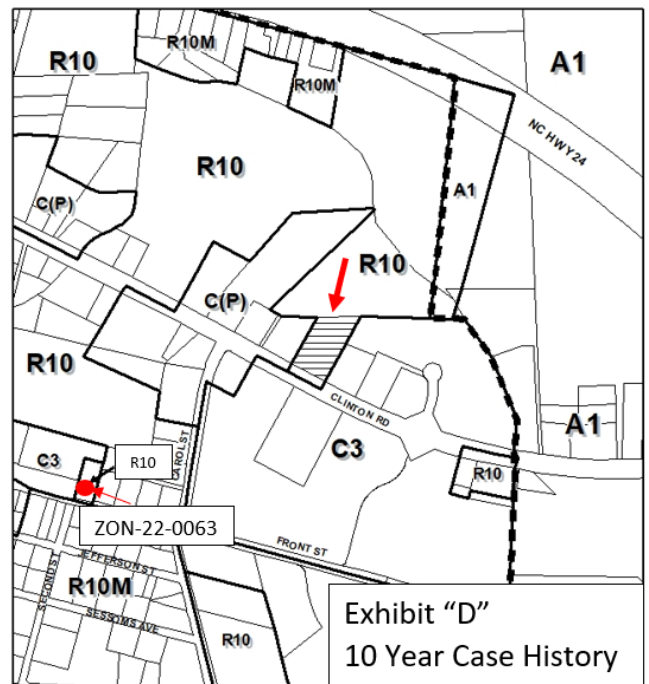 R10
R10M
R10M
A1
NC HWY 24
R10
A1
C(P)
R10
C(P)
R10
CLINTON RD
A1
C3
CAROL ST
C3
R10
R10
ZON-22-0063
FRONT ST
JEFFERSON ST
SECOND ST
R10M
SESSOMS AVE
R10
Exhibit “D”
10 Year Case History